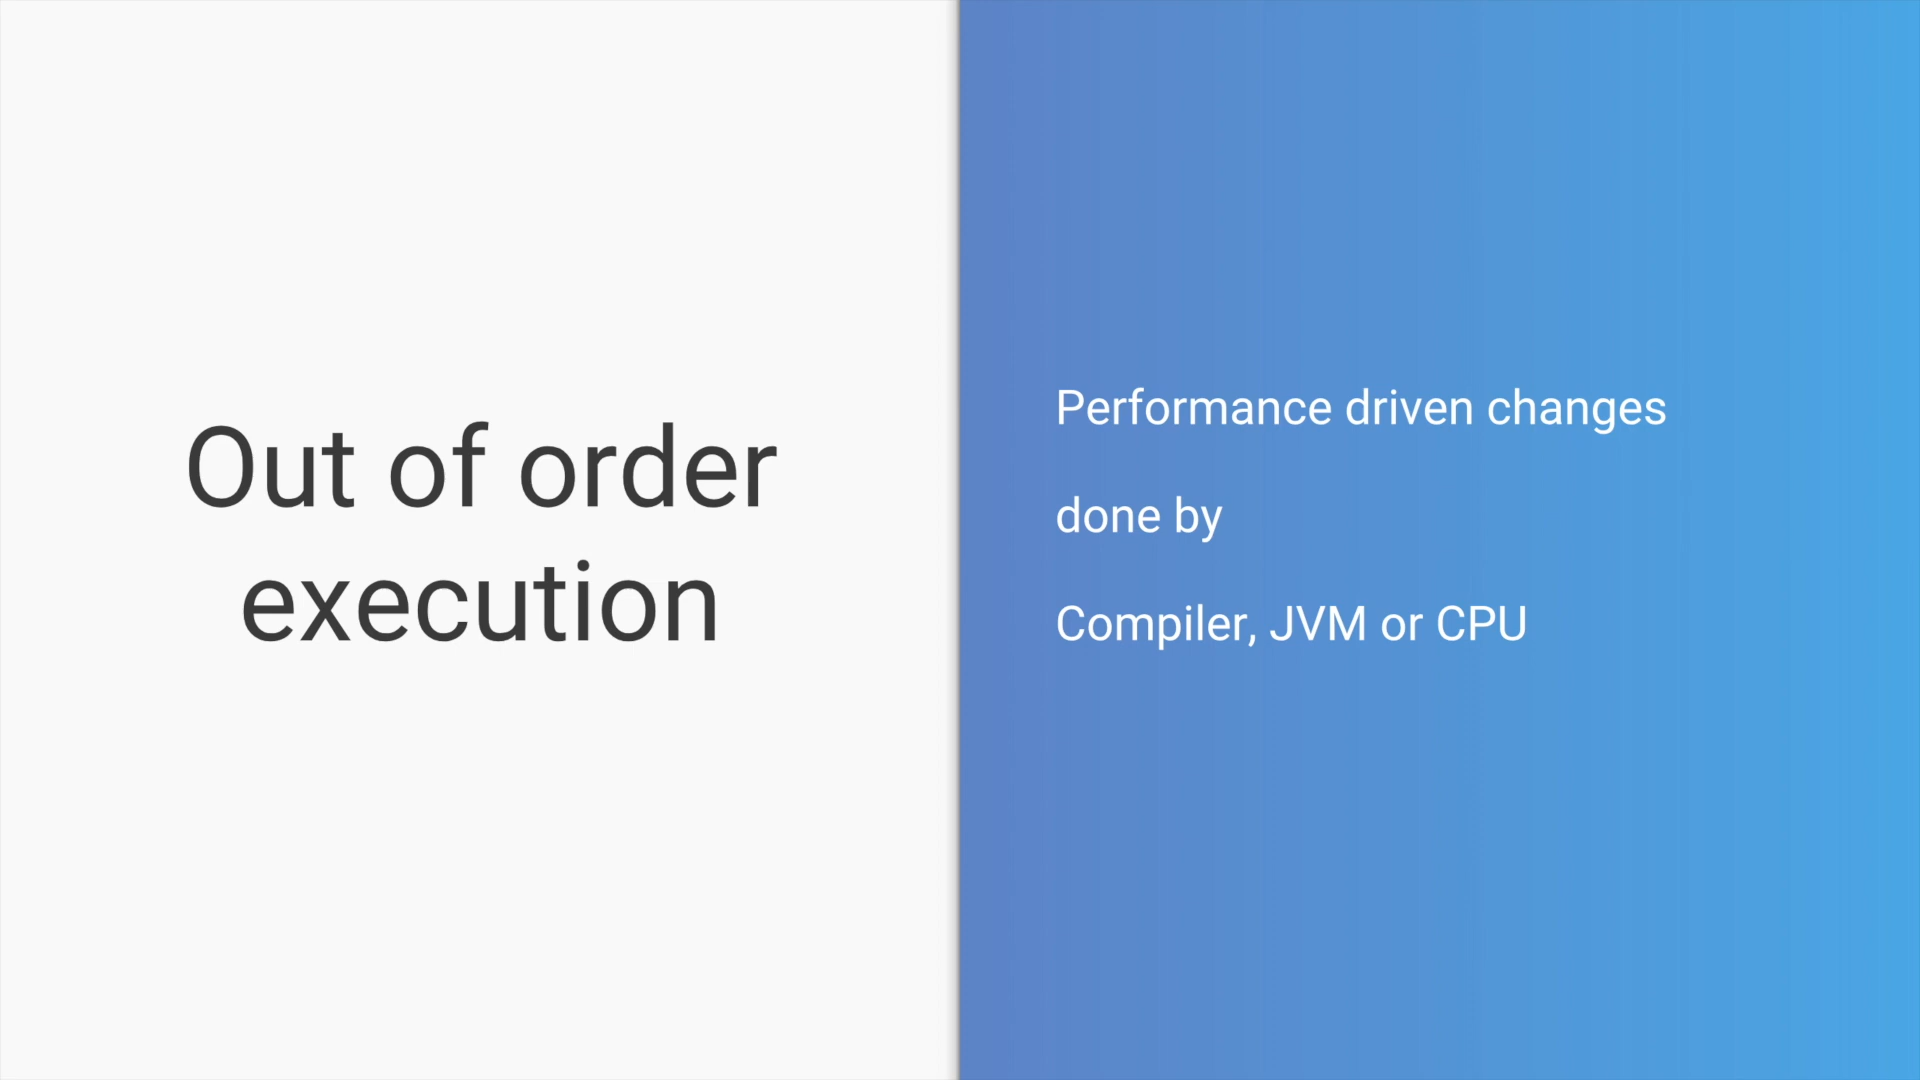 Out of order
execution
Performance driven changes
done by
Compiler, JVM or CPU